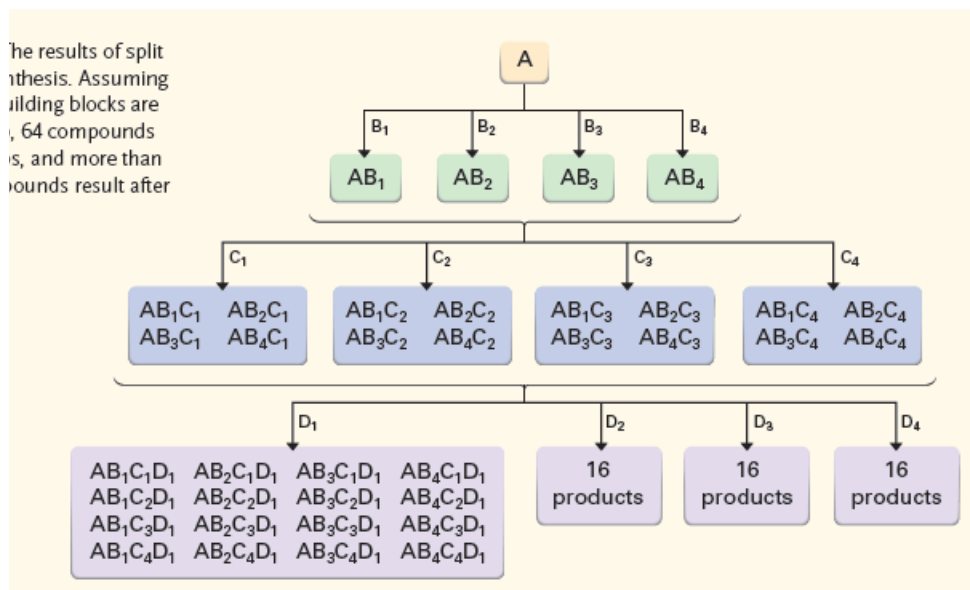 he results of split
nthesis. Assuming
uilding blocks are
, 64 compounds
s, and more than
ounds result after
A
B₁ B₂ B₃ B₄
AB₁ AB₂ AB₃ AB₄
C₁ C₂ C₃ C₄
AB₁C₁ AB₂C₁ AB₁C₂ AB₂C₂ AB₁C₃ AB₂C₃ AB₁C₄ AB₂C₄
AB₃C₁ AB₄C₁ AB₃C₂ AB₄C₂ AB₃C₃ AB₄C₃ AB₃C₄ AB₄C₄
D₁ D₂ D₃ D₄
AB₁C₁D₁ AB₂C₁D₁ AB₃C₁D₁ AB₄C₁D₁
AB₁C₂D₁ AB₂C₂D₁ AB₃C₂D₁ AB₄C₂D₁
AB₁C₃D₁ AB₂C₃D₁ AB₃C₃D₁ AB₄C₃D₁
AB₁C₄D₁ AB₂C₄D₁ AB₃C₄D₁ AB₄C₄D₁
16
products
16
products
16
products